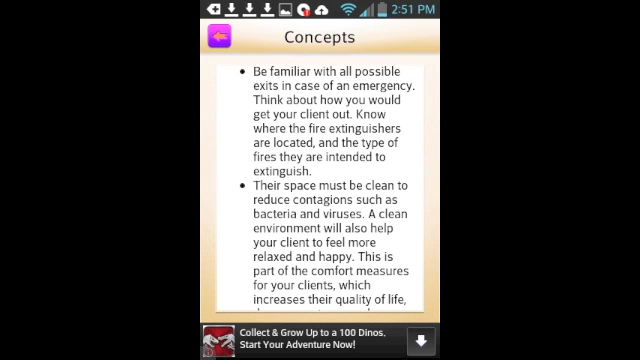 2:51 PM
Concepts
• Be familiar with all possible
exits in case of an emergency.
Think about how you would
get your client out. Know
where the fire extinguishers
are located, and the type of
fires they are intended to
extinguish.
• Their space must be clean to
reduce contagions such as
bacteria and viruses. A clean
environment will also help
your client to feel more
relaxed and happy. This is
part of the comfort measures
for your clients, which
increases their quality of life,
Collect & Grow Up to a 100 Dinos,
Start Your Adventure Now!